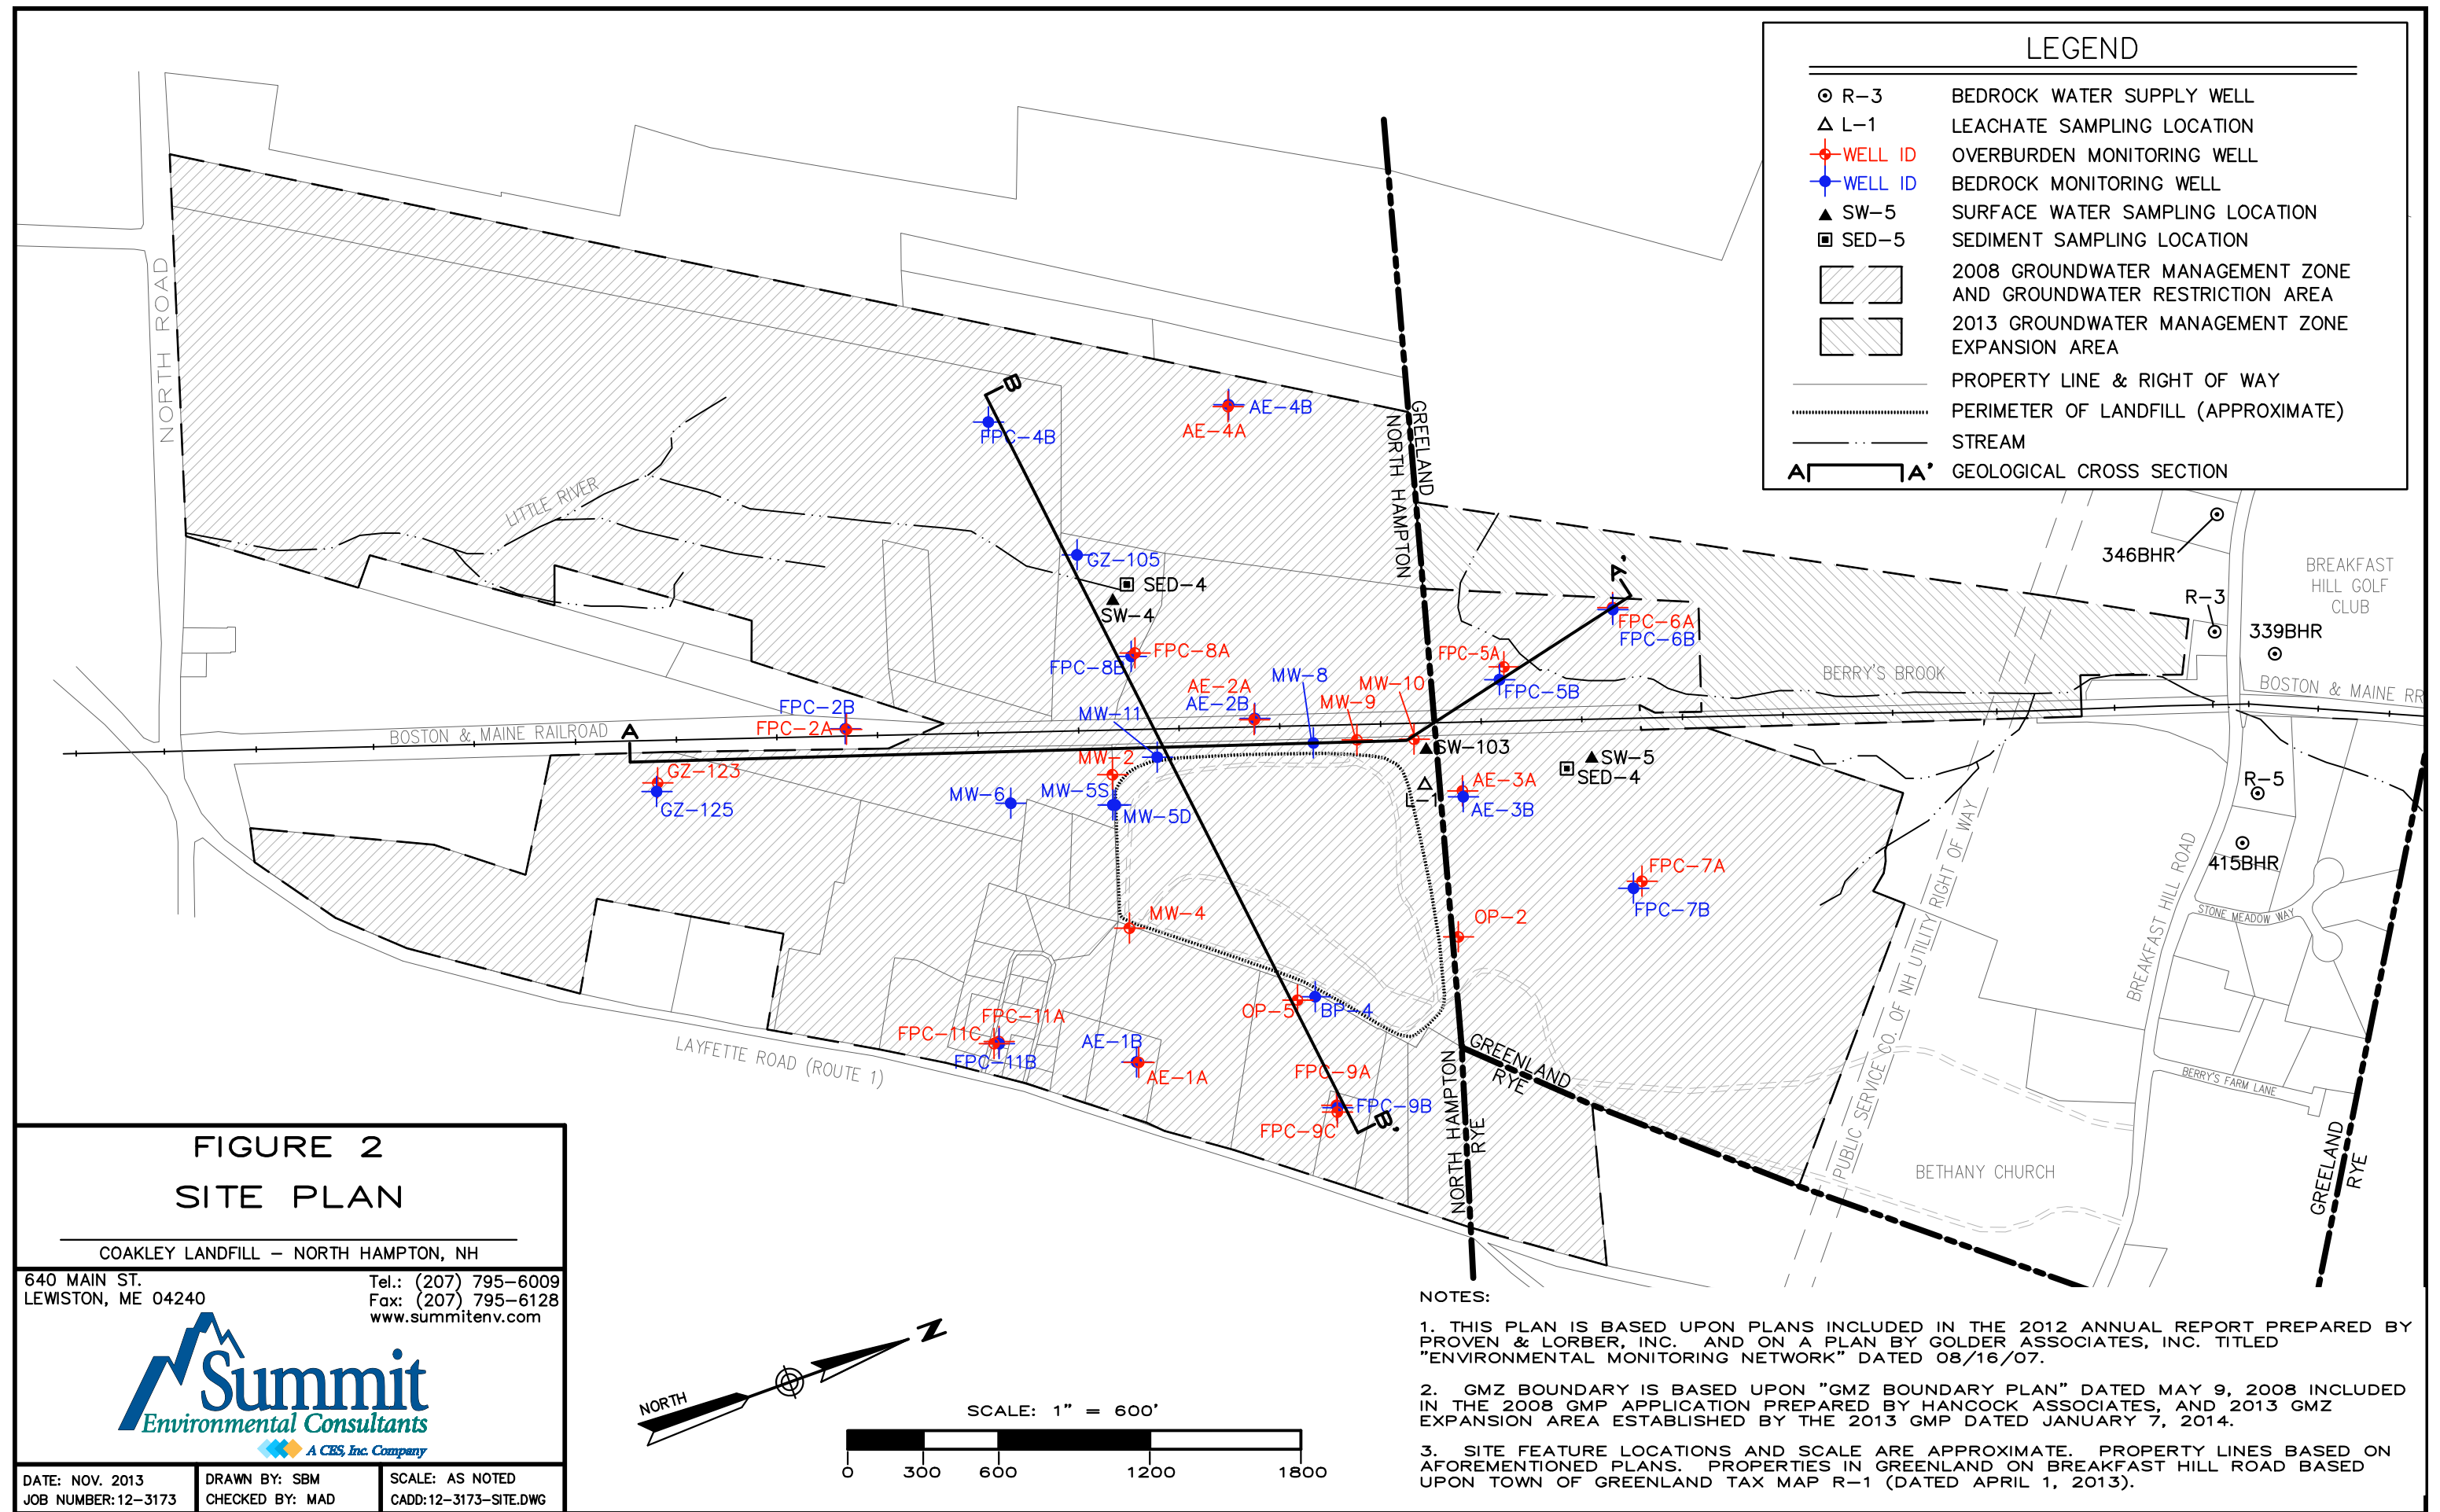 LEGEND
R-3 BEDROCK WATER SUPPLY WELL
L-1 LEACHATE SAMPLING LOCATION
WELL ID OVERBURDEN MONITORING WELL
WELL ID BEDROCK MONITORING WELL
SW-5 SURFACE WATER SAMPLING LOCATION
SED-5 SEDIMENT SAMPLING LOCATION
2008 GROUNDWATER MANAGEMENT ZONE
AND GROUNDWATER RESTRICTION AREA
2013 GROUNDWATER MANAGEMENT ZONE
EXPANSION AREA
PROPERTY LINE & RIGHT OF WAY
PERIMETER OF LANDFILL (APPROXIMATE)
STREAM
A A' GEOLOGICAL CROSS SECTION
NORTH ROAD
B
FPC-4B
AE-4B
AE-4A
GREELAND
NORTH HAMPTON
LITTLE RIVER
GZ-105
SED-4
SW-4
A'
FPC-6A
FPC-6B
346BHR
BREAKFAST
HILL GOLF
CLUB
R-3
339BHR
FPC-8A
FPC-8B
FPC-5A
FPC-5B
MW-8
MW-10
MW-9
AE-2A
AE-2B
BERRY'S BROOK
BOSTON & MAINE RR
FPC-2B
FPC-2A
MW-11
BOSTON & MAINE RAILROAD
A
SW-103
SW-5
SED-4
MW-2
GZ-123
GZ-125
MW-6
MW-5S
MW-5D
L-1
AE-3A
AE-3B
R-5
415BHR
FPC-7A
FPC-7B
MW-4
OP-2
STONE MEADOW WAY
BREAKFAST HILL ROAD
PUBLIC SERVICE CO. OF NH UTILITY RIGHT OF WAY
OP-5
BP-4
FPC-11A
FPC-11C
FPC-11B
AE-1B
AE-1A
LAYFETTE ROAD (ROUTE 1)
GREENLAND
RYE
FPC-9A
FPC-9B
FPC-9C
B'
NORTH HAMPTON
RYE
BERRY'S FARM LANE
BETHANY CHURCH
GREELAND
RYE
FIGURE 2
SITE PLAN
COAKLEY LANDFILL - NORTH HAMPTON, NH
640 MAIN ST. Tel.: (207) 795-6009
LEWISTON, ME 04240 Fax: (207) 795-6128
www.summitenv.com
Summit
Environmental Consultants
A CES, Inc. Company
DATE: NOV. 2013 DRAWN BY: SBM SCALE: AS NOTED
JOB NUMBER:12-3173 CHECKED BY: MAD CADD:12-3173-SITE.DWG
NORTH N
SCALE: 1" = 600'
0 300 600 1200 1800
NOTES:
1. THIS PLAN IS BASED UPON PLANS INCLUDED IN THE 2012 ANNUAL REPORT PREPARED BY
PROVEN & LORBER, INC. AND ON A PLAN BY GOLDER ASSOCIATES, INC. TITLED
"ENVIRONMENTAL MONITORING NETWORK" DATED 08/16/07.
2. GMZ BOUNDARY IS BASED UPON "GMZ BOUNDARY PLAN" DATED MAY 9, 2008 INCLUDED
IN THE 2008 GMP APPLICATION PREPARED BY HANCOCK ASSOCIATES, AND 2013 GMZ
EXPANSION AREA ESTABLISHED BY THE 2013 GMP DATED JANUARY 7, 2014.
3. SITE FEATURE LOCATIONS AND SCALE ARE APPROXIMATE. PROPERTY LINES BASED ON
AFOREMENTIONED PLANS. PROPERTIES IN GREENLAND ON BREAKFAST HILL ROAD BASED
UPON TOWN OF GREENLAND TAX MAP R-1 (DATED APRIL 1, 2013).